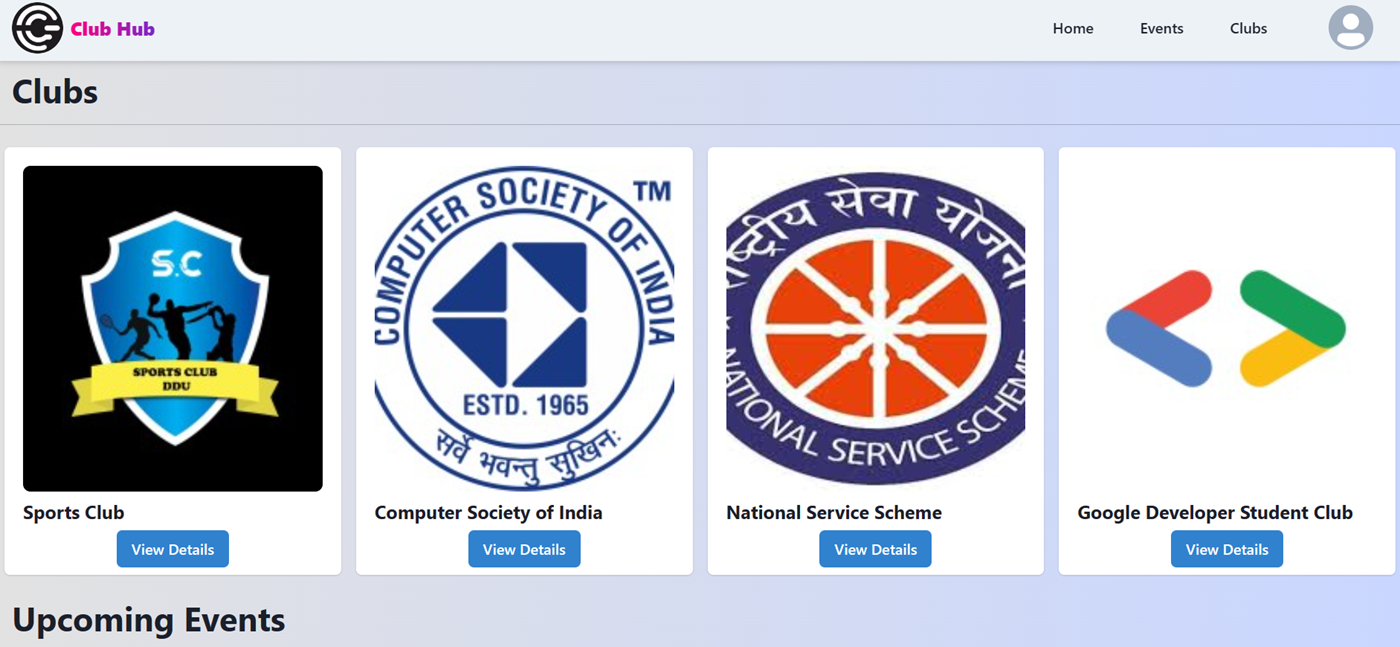 Club Hub
Home
Events
Clubs
Clubs
S.C
SPORTS CLUB
DDU
Sports Club
View Details
COMPUTER SOCIETY OF INDIA
TM
ESTD. 1965
सर्वे भवन्तु सुखिनः
Computer Society of India
View Details
राष्ट्रीय सेवा योजना
NATIONAL SERVICE SCHEME
National Service Scheme
View Details
Google Developer Student Club
View Details
Upcoming Events